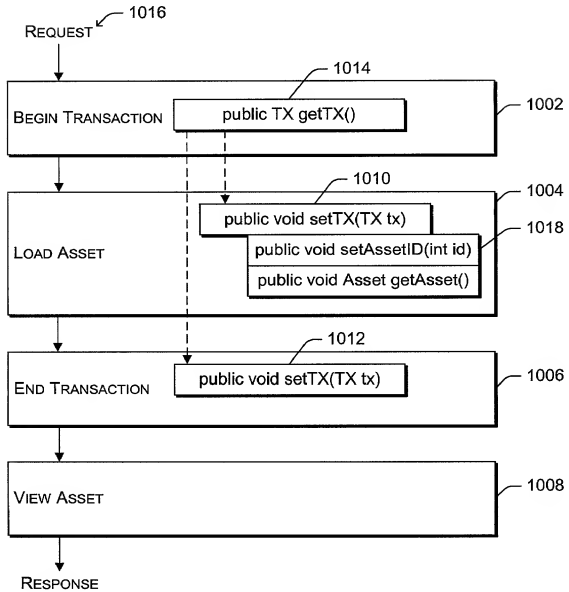 REQUEST 1016
1014
BEGIN TRANSACTION public TX getTX() 1002
1010 1004
public void setTX(TX tx) 1018
LOAD ASSET public void setAssetID(int id)
public void Asset getAsset()
1012
END TRANSACTION public void setTX(TX tx) 1006
VIEW ASSET 1008
RESPONSE